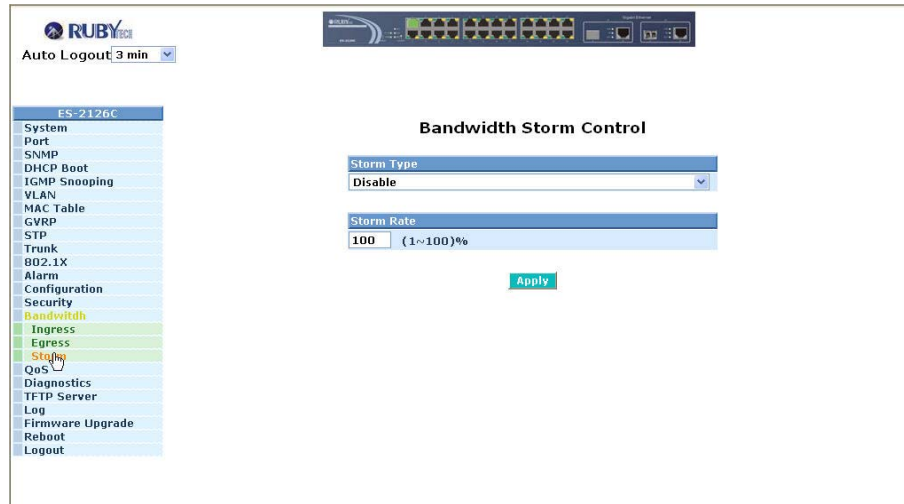 RUBYTECH
Auto Logout 3 min
ES-2126C
System
Port
SNMP
DHCP Boot
IGMP Snooping
VLAN
MAC Table
GVRP
STP
Trunk
802.1X
Alarm
Configuration
Security
Bandwitdh
Ingress
Egress
Storm
QoS
Diagnostics
TFTP Server
Log
Firmware Upgrade
Reboot
Logout
Bandwidth Storm Control
Storm Type
Disable
Storm Rate
100 (1~100)%
Apply